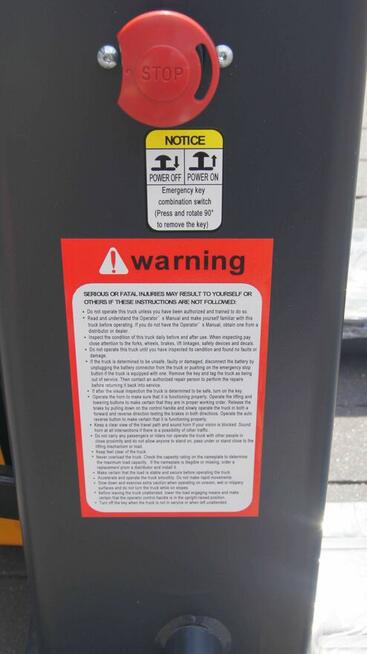 STOP
NOTICE
POWER OFF POWER ON
Emergency key
combination switch
(Press and rotate 90°
to remove the key)
warning
SERIOUS OR FATAL INJURIES MAY RESULT TO YOURSELF OR
OTHERS IF THESE INSTRUCTIONS ARE NOT FOLLOWED:
• Do not operate this truck unless you have been authorized and trained to do so.
• Read and understand the Operator's Manual and make yourself familiar with this
truck before operating. If you do not have the Operator's Manual, obtain one from a
distributor or dealer.
• Inspect the condition of this truck daily before and after use. When inspecting pay
close attention to the forks, wheels, brakes, lift linkages, safety devices and decals.
• Do not operate this truck until you have inspected its condition and found no faults or
damage.
• If the truck is determined to be unsafe, faulty or damaged, disconnect the battery by
unplugging the battery connector from the truck or pushing on the emergency stop
button if the truck is equipped with one. Remove the key and tag the truck as being
out of service. Then contact an authorized repair person to perform the repairs
before returning it back into service.
• If after the visual inspection the truck is determined to be safe, turn on the key.
• Operate the horn to make sure that it is functioning properly. Operate the lifting and
lowering buttons to make certain that they are in proper working order. Release the
brake by pulling down on the control handle and slowly operate the truck in both a
forward and reverse direction testing the brakes in both directions. Operate the auto
reverse button to make certain that it is functioning properly.
• Keep a clear view of the travel path and sound horn if your vision is blocked. Sound
horn at all intersections if there is a possibility of other traffic.
• Do not carry any passengers or riders nor operate the truck with other people in
close proximity and do not allow anyone to stand on, pass under or stand close to the
lifting mechanism or load.
• Keep feet clear of the truck.
• Never overload the truck. Check the capacity rating on the nameplate to determine
the maximum load capacity. If the nameplate is illegible or missing, order a
replacement from a distributor and install it.
• Make certain that the load is stable and secure before operating the truck.
• Accelerate and operate the truck smoothly. Do not make rapid movements.
• Slow down and exercise extra caution when operating on uneven, wet or slippery
surfaces and do not turn the truck while on slopes.
• Before leaving the truck unattended, lower the load engaging means and make
certain that the operator control handle is in the upright raised position.
• Turn off the key when the truck is not in service or when left unattended.